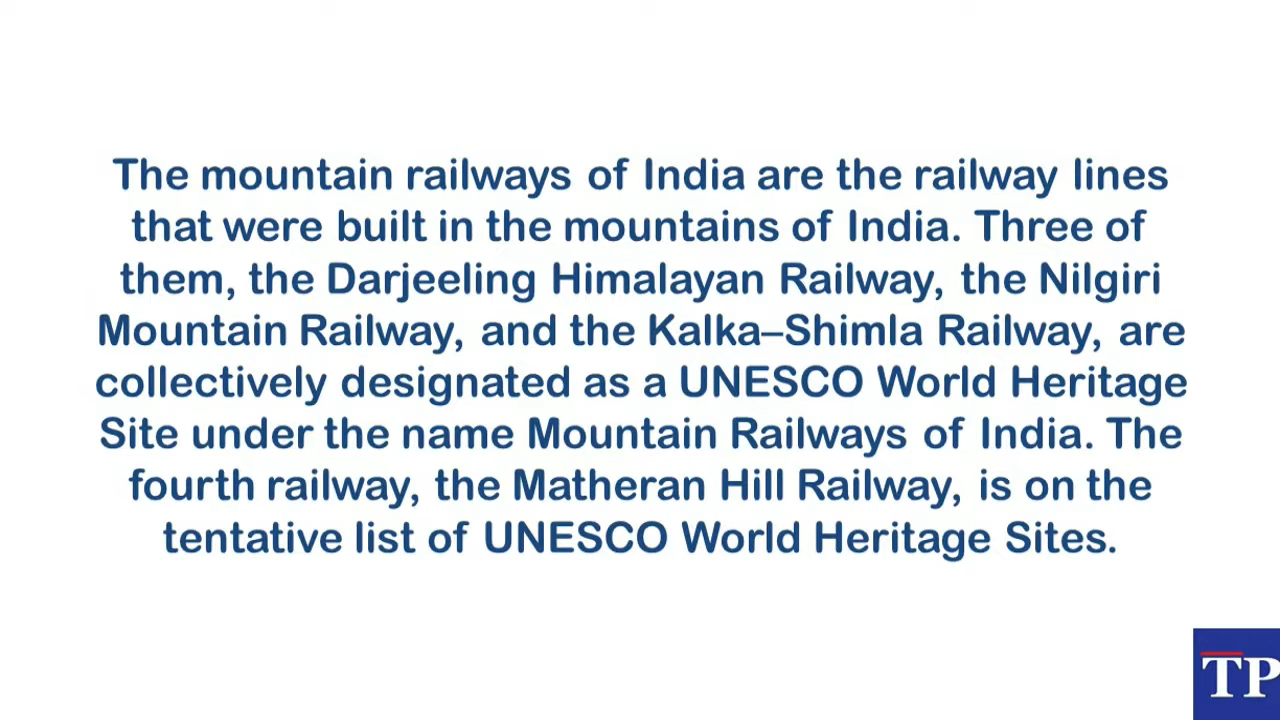 The mountain railways of India are the railway lines
that were built in the mountains of India. Three of
them, the Darjeeling Himalayan Railway, the Nilgiri
Mountain Railway, and the Kalka–Shimla Railway, are
collectively designated as a UNESCO World Heritage
Site under the name Mountain Railways of India. The
fourth railway, the Matheran Hill Railway, is on the
tentative list of UNESCO World Heritage Sites.
TP